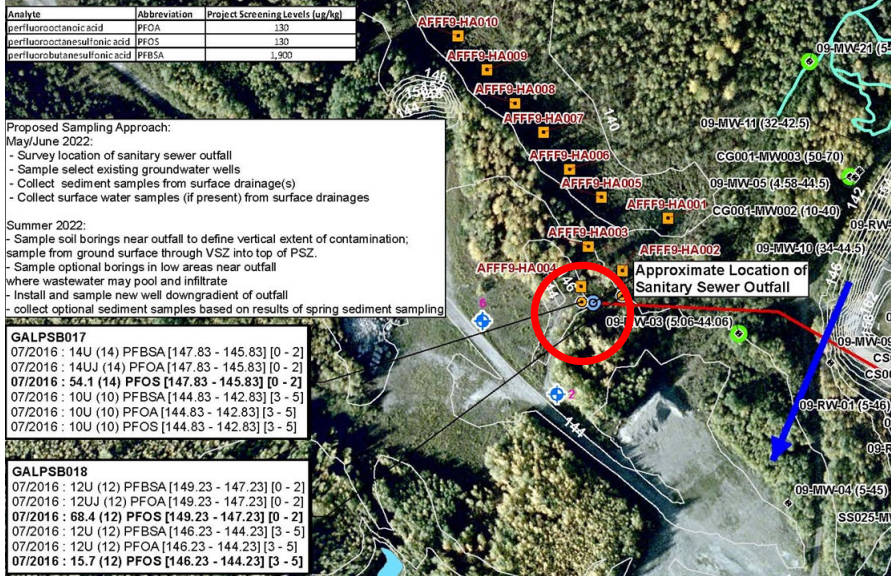 Analyte Abbreviation Project Screening Levels (ug/kg)
perfluorooctanoic acid PFOA 130
perfluorooctanesulfonic acid PFOS 130
perfluorobutanesulfonic acid PFBSA 1,900
AFFF9-HA010
09-MW-21 (5-
AFFF9-HA009
146
144
AFFF9-HA008
AFFF9-HA007
140
09-MW-11 (32-42.5)
Proposed Sampling Approach:
May/June 2022:
- Survey location of sanitary sewer outfall
- Sample select existing groundwater wells
- Collect sediment samples from surface drainage(s)
- Collect surface water samples (if present) from surface drainages
Summer 2022:
- Sample soil borings near outfall to define vertical extent of contamination;
sample from ground surface through VSZ into top of PSZ.
- Sample optional borings in low areas near outfall
where wastewater may pool and infiltrate
- Install and sample new well downgradient of outfall
- collect optional sediment samples based on results of spring sediment sampling
AFFF9-HA006
CG001-MW003 (50-70)
AFFF9-HA005
09-MW-05 (4.58-44.5)
142
AFFF9-HA001
CG001-MW002 (10-40)
09-RW-
AFFF9-HA003
AFFF9-HA002
09-MW-10 (34-44.5)
AFFF9-HA004
146
144
146
Approximate Location of
Sanitary Sewer Outfall
6
09-MW-03 (5.06-44.06)
09-MW-09
CS
CS00
GALPSB017
07/2016 : 14U (14) PFBSA [147.83 - 145.83] [0 - 2]
07/2016 : 14UJ (14) PFOA [147.83 - 145.83] [0 - 2]
07/2016 : 54.1 (14) PFOS [147.83 - 145.83] [0 - 2]
07/2016 : 10U (10) PFBSA [144.83 - 142.83] [3 - 5]
07/2016 : 10U (10) PFOA [144.83 - 142.83] [3 - 5]
07/2016 : 10U (10) PFOS [144.83 - 142.83] [3 - 5]
2
144
09-RW-01 (5-46)
09-R
GALPSB018
07/2016 : 12U (12) PFBSA [149.23 - 147.23] [0 - 2]
07/2016 : 12UJ (12) PFOA [149.23 - 147.23] [0 - 2]
07/2016 : 68.4 (12) PFOS [149.23 - 147.23] [0 - 2]
07/2016 : 12U (12) PFBSA [146.23 - 144.23] [3 - 5]
07/2016 : 12U (12) PFOA [146.23 - 144.23] [3 - 5]
07/2016 : 15.7 (12) PFOS [146.23 - 144.23] [3 - 5]
09-MW-04 (5-45)
SS025-M